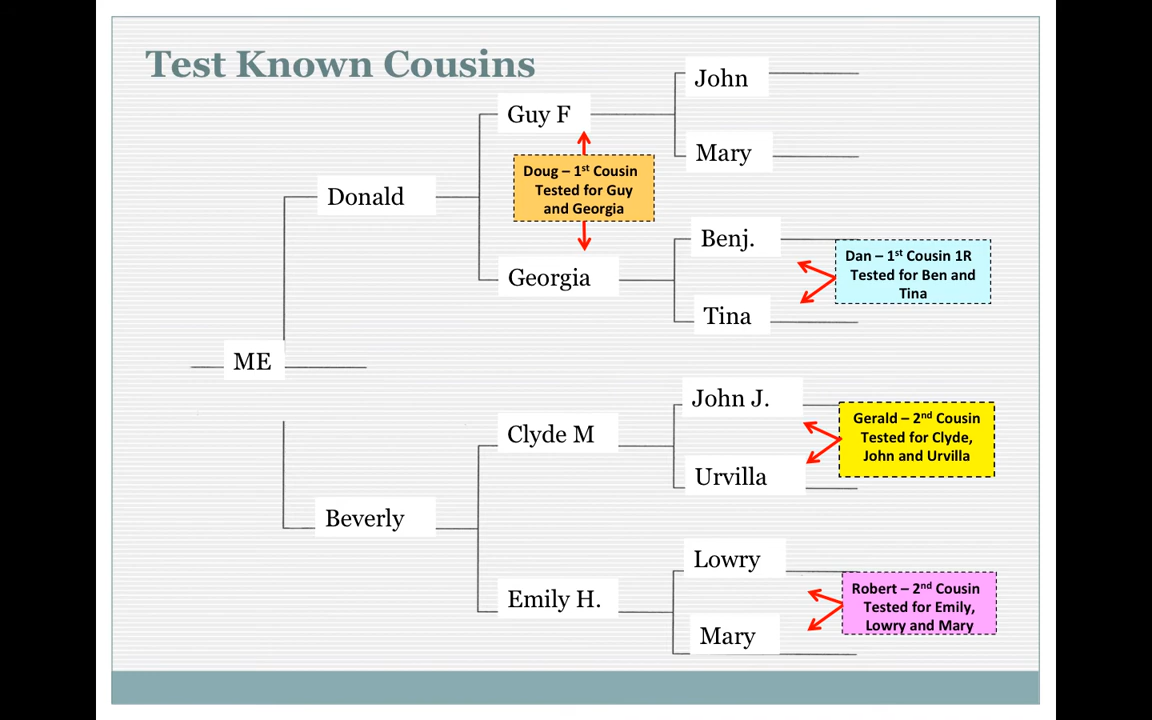 Test Known Cousins
John
Guy F
Mary
Doug – 1st Cousin
Tested for Guy
and Georgia
Donald
Benj.
Georgia
Dan – 1st Cousin 1R
Tested for Ben and
Tina
Tina
ME
John J.
Clyde M
Gerald – 2nd Cousin
Tested for Clyde,
John and Urvilla
Urvilla
Beverly
Lowry
Emily H.
Robert – 2nd Cousin
Tested for Emily,
Lowry and Mary
Mary